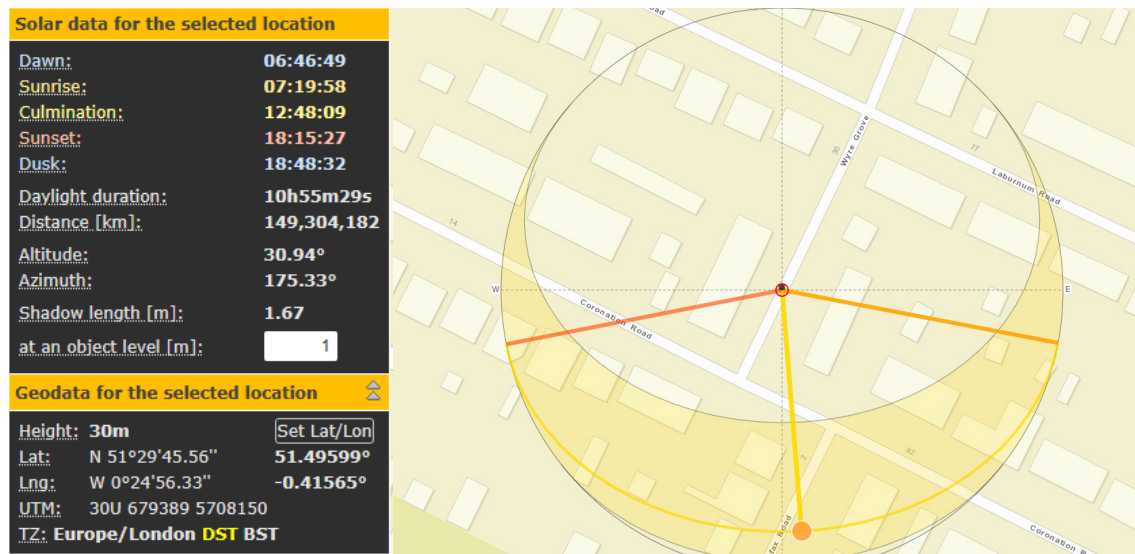 Solar data for the selected location
Dawn: 06:46:49
Sunrise: 07:19:58
Culmination: 12:48:09
Sunset: 18:15:27
Dusk: 18:48:32
Daylight duration: 10h55m29s
Distance [km]: 149,304,182
Altitude: 30.94°
Azimuth: 175.33°
Shadow length [m]: 1.67
at an object level [m]: 1
Geodata for the selected location
Height: 30m Set Lat/Lon
Lat: N 51°29'45.56'' 51.49599°
Lng: W 0°24'56.33'' -0.41565°
UTM: 30U 679389 5708150
TZ: Europe/London DST BST
Wyre Grove
30
77
Laburnum Road
14
W
E
Coronation Road
92
2
Coronation